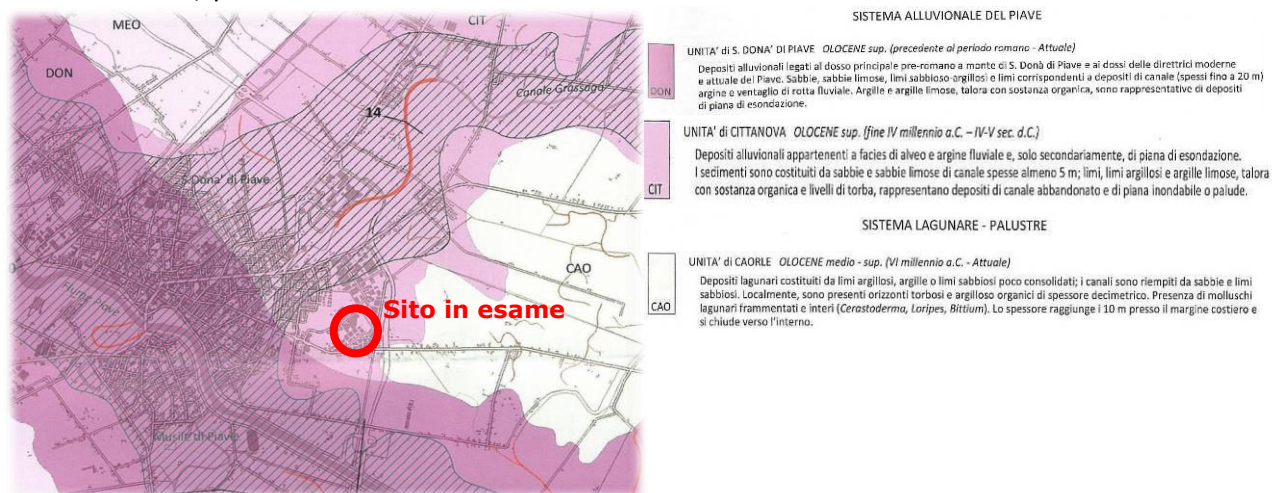 MEO
CIT
DON
Canale Grassaga
14
S. Dona' di Piave
CAO
Sito in esame
Fiume Piave
Musile di Piave
SISTEMA ALLUVIONALE DEL PIAVE
UNITA' di S. DONA' DI PIAVE OLOCENE sup. (precedente al periodo romano - Attuale)
Depositi alluvionali legati al dosso principale pre-romano a monte di S. Donà di Piave e ai dossi delle direttrici moderne
e attuale del Piave. Sabbie, sabbie limose, limi sabbioso-argillosi e limi corrispondenti a depositi di canale (spessi fino a 20 m)
argine e ventaglio di rotta fluviale. Argille e argille limose, talora con sostanza organica, sono rappresentative di depositi
di piana di esondazione.
DON
UNITA' di CITTANOVA OLOCENE sup. (fine IV millennio a.C. – IV-V sec. d.C.)
Depositi alluvionali appartenenti a facies di alveo e argine fluviale e, solo secondariamente, di piana di esondazione.
I sedimenti sono costituiti da sabbie e sabbie limose di canale spesse almeno 5 m; limi, limi argillosi e argille limose, talora
con sostanza organica e livelli di torba, rappresentano depositi di canale abbandonato e di piana inondabile o palude.
CIT
SISTEMA LAGUNARE - PALUSTRE
UNITA' di CAORLE OLOCENE medio - sup. (VI millennio a.C. - Attuale)
Depositi lagunari costituiti da limi argillosi, argille o limi sabbiosi poco consolidati; i canali sono riempiti da sabbie e limi
sabbiosi. Localmente, sono presenti orizzonti torbosi e argilloso organici di spessore decimetrico. Presenza di molluschi
lagunari frammentati e interi (Cerastoderma, Loripes, Bittium). Lo spessore raggiunge i 10 m presso il margine costiero e
si chiude verso l'interno.
CAO